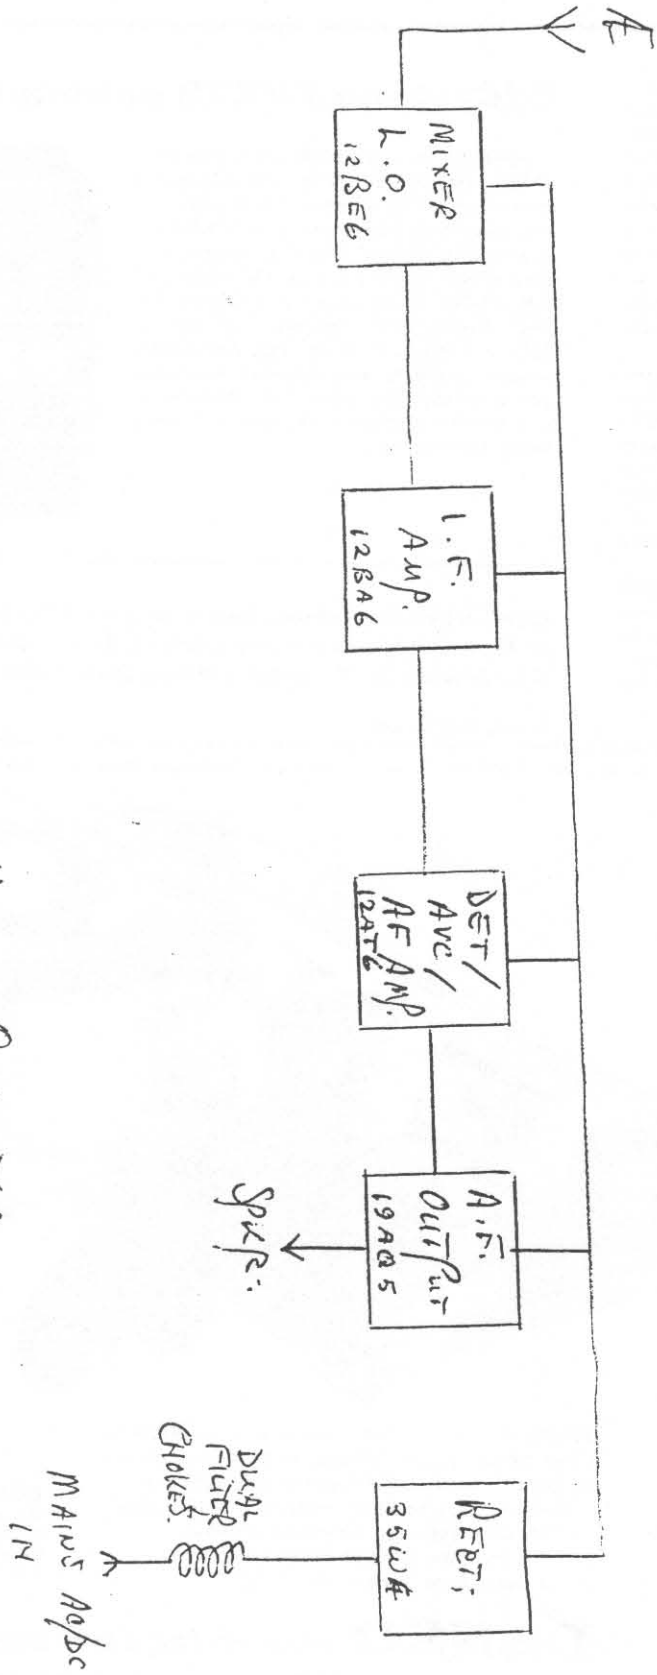 AE
MIXER
L.O.
12BE6
I.F.
AMP.
12BA6
DET/
AVC/
AF AMP.
12AT6
A.F.
OUTPUT
19AQ5
SPKR:
RECT:
35W4
DUAL
FILTER
CHOKES.
MAINS AC/DC
IN